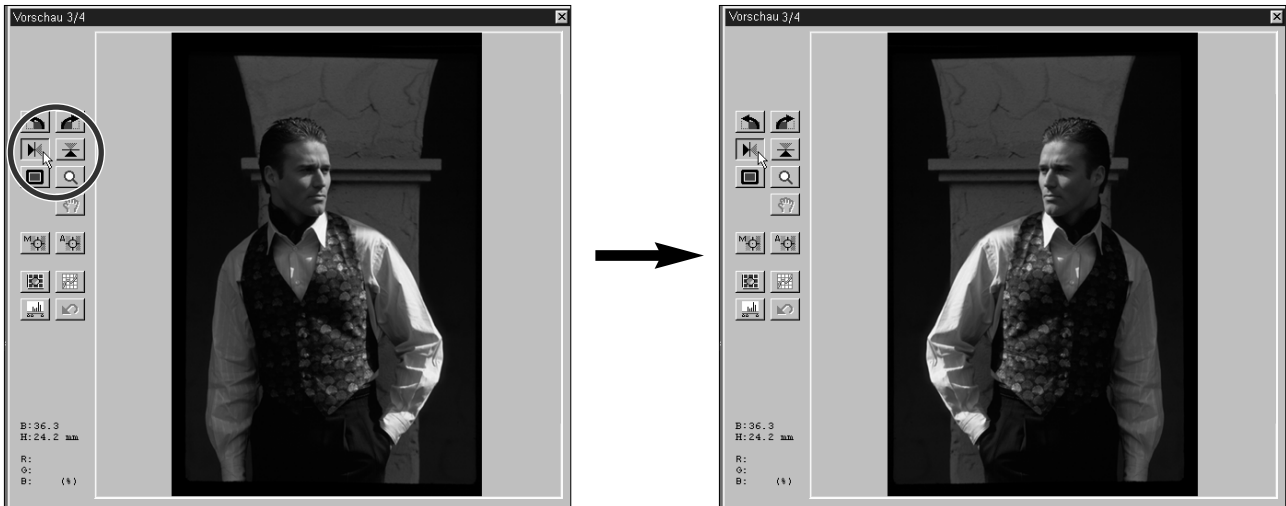 Vorschau 3/4
M
A
B:36.3
H:24.2 mm
R:
G:
B: (%)
Vorschau 3/4
M
A
B:36.3
H:24.2 mm
R:
G:
B: (%)